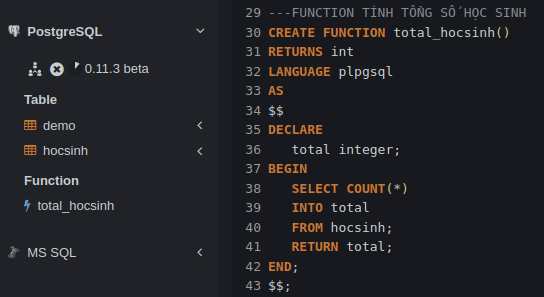 PostgreSQL
0.11.3 beta
Table
demo
hocsinh
Function
total_hocsinh
MS SQL
29 ---FUNCTION TÍNH TỔNG SỐ HỌC SINH
30 CREATE FUNCTION total_hocsinh()
31 RETURNS int
32 LANGUAGE plpgsql
33 AS
34 $$
35 DECLARE
36 total integer;
37 BEGIN
38 SELECT COUNT(*)
39 INTO total
40 FROM hocsinh;
41 RETURN total;
42 END;
43 $$;